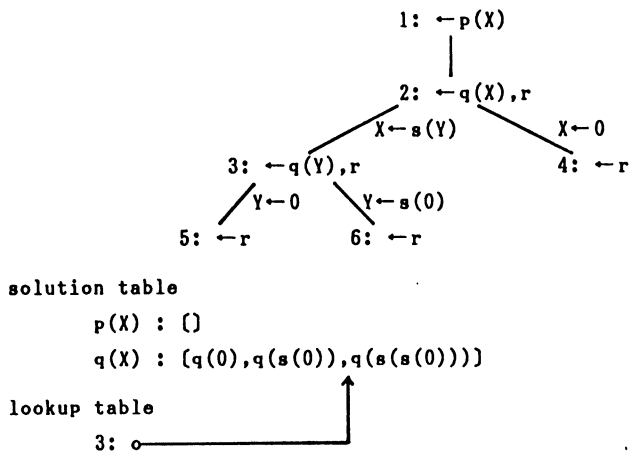 1: ←p(X)
2: ←q(X),r
X←s(Y) X←0
3: ←q(Y),r 4: ←r
Y←0 Y←s(0)
5: ←r 6: ←r
solution table
p(X) : []
q(X) : [q(0),q(s(0)),q(s(s(0)))]
lookup table
3: